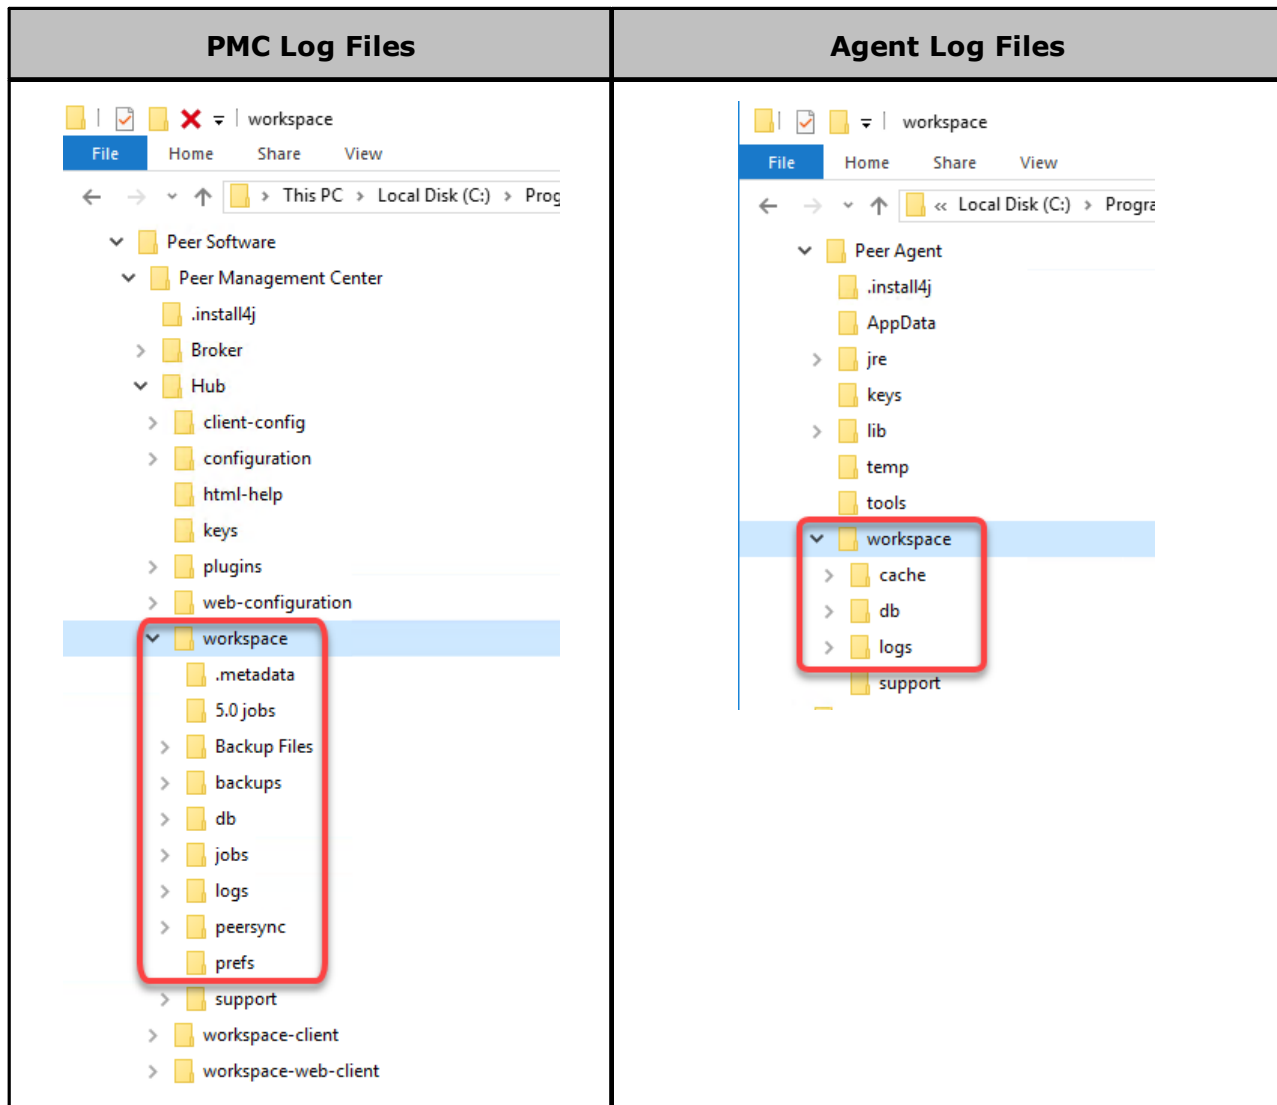 PMC Log Files
workspace
File Home Share View
This PC > Local Disk (C:) > Prog
Peer Software
Peer Management Center
.install4j
Broker
Hub
client-config
configuration
html-help
keys
plugins
web-configuration
workspace
.metadata
5.0 jobs
Backup Files
backups
db
jobs
logs
peersync
prefs
support
workspace-client
workspace-web-client
Agent Log Files
workspace
File Home Share View
« Local Disk (C:) > Progra
Peer Agent
.install4j
AppData
jre
keys
lib
temp
tools
workspace
cache
db
logs
support